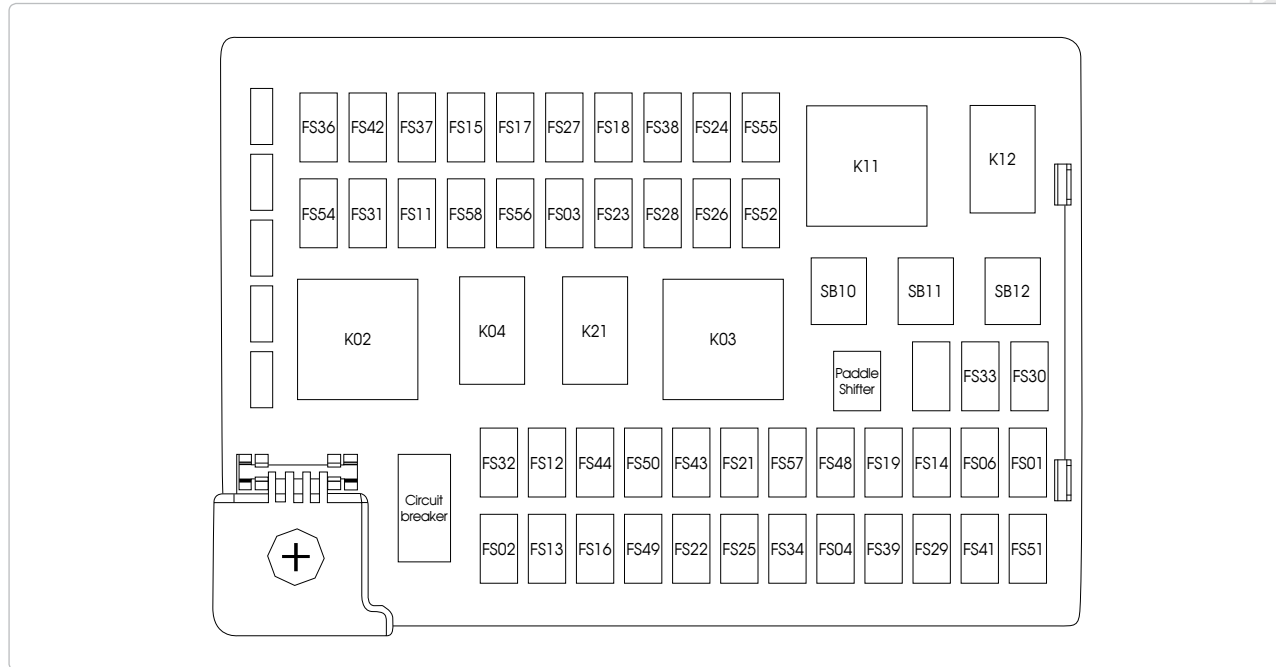 FS36 FS42 FS37 FS15 FS17 FS27 FS18 FS38 FS24 FS55
K11
K12
FS54 FS31 FS11 FS58 FS56 FS03 FS23 FS28 FS26 FS52
SB10 SB11 SB12
K02 K04 K21 K03
Paddle
Shifter
FS33 FS30
FS32 FS12 FS44 FS50 FS43 FS21 FS57 FS48 FS19 FS14 FS06 FS01
Circuit
breaker
FS02 FS13 FS16 FS49 FS22 FS25 FS34 FS04 FS39 FS29 FS41 FS51